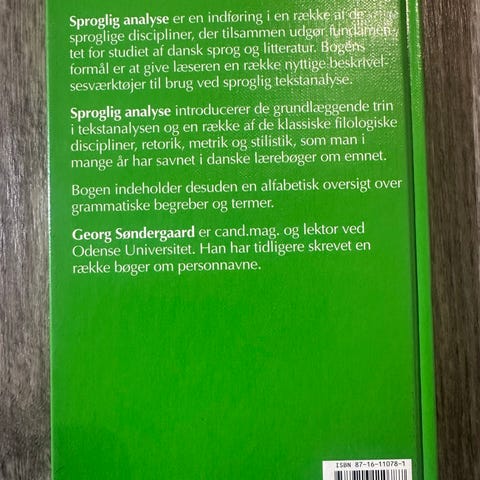 Sproglig analyse er en indføring i en række af de
sproglige discipliner, der tilsammen udgør fundamen-
tet for studiet af dansk sprog og litteratur. Bogens
formål er at give læseren en række nyttige beskrivel-
sesværktøjer til brug ved sproglig tekstanalyse.
Sproglig analyse introducerer de grundlæggende trin
i tekstanalysen og en række af de klassiske filologiske
discipliner, retorik, metrik og stilistik, som man i
mange år har savnet i danske lærebøger om emnet.
Bogen indeholder desuden en alfabetisk oversigt over
grammatiske begreber og termer.
Georg Søndergaard er cand.mag. og lektor ved
Odense Universitet. Han har tidligere skrevet en
række bøger om personnavne.
ISBN 87-16-11078-1